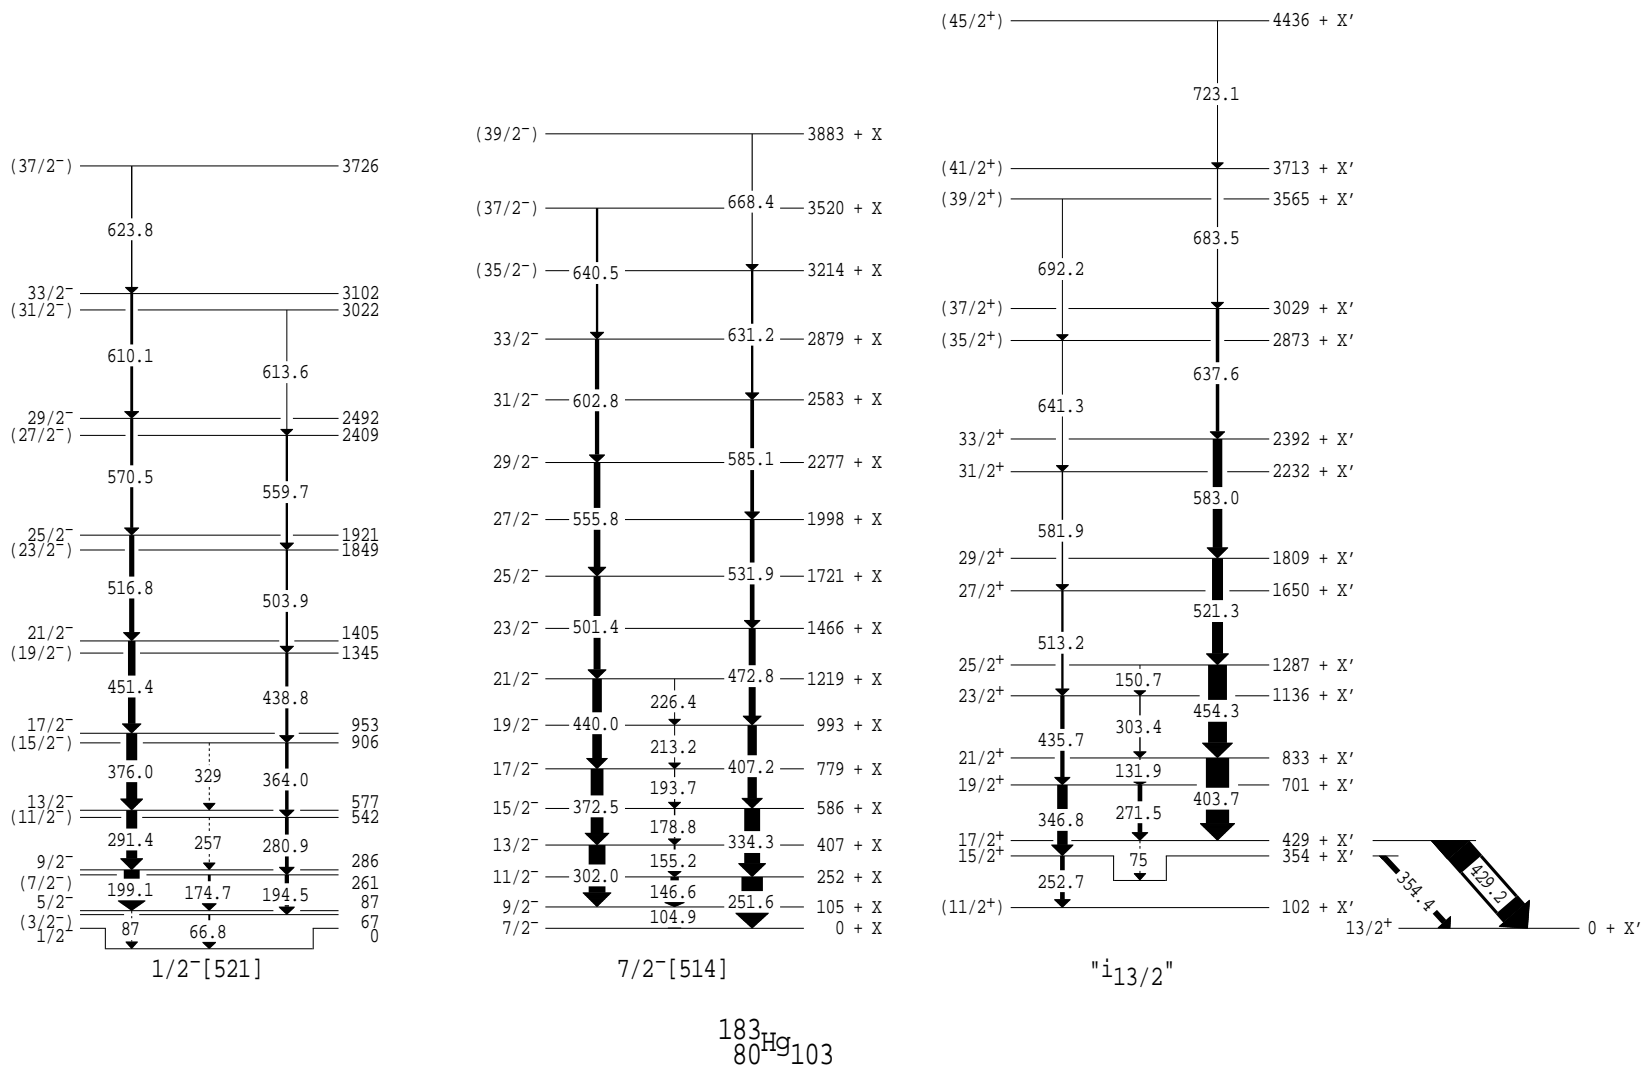 (45/2+) 4436 + X′
723.1
(39/2−) 3883 + X
(37/2−) 3726
(41/2+) 3713 + X′
(39/2+) 3565 + X′
668.4
(37/2−) 3520 + X
623.8
683.5
692.2
640.5
(35/2−) 3214 + X
33/2− 3102
(31/2−) 3022
(37/2+) 3029 + X′
631.2
33/2− 2879 + X
(35/2+) 2873 + X′
610.1
613.6
637.6
602.8
31/2− 2583 + X
641.3
29/2− 2492
(27/2−) 2409
33/2+ 2392 + X′
585.1
29/2− 2277 + X
31/2+ 2232 + X′
570.5
559.7
583.0
555.8
27/2− 1998 + X
581.9
25/2− 1921
(23/2−) 1849
29/2+ 1809 + X′
531.9
25/2− 1721 + X
27/2+ 1650 + X′
516.8
503.9
521.3
501.4
23/2− 1466 + X
513.2
21/2− 1405
(19/2−) 1345
25/2+ 1287 + X′
472.8
150.7
21/2− 1219 + X
23/2+ 1136 + X′
451.4
438.8
226.4
454.3
303.4
17/2− 953
(15/2−) 906
440.0
19/2− 993 + X
435.7
213.2
21/2+ 833 + X′
407.2
17/2− 779 + X
131.9
376.0
329
364.0
193.7
19/2+ 701 + X′
403.7
13/2− 577
(11/2−) 542
372.5
15/2− 586 + X
346.8
271.5
178.8
291.4
257
280.9
334.3
13/2− 407 + X
17/2+ 429 + X′
15/2+ 354 + X′
155.2
75
9/2− 286
(7/2−) 261
302.0
11/2− 252 + X
252.7
354.4
429.2
199.1
174.7
194.5
146.6
251.6
5/2− 87
(3/2−) 67
1/2− 0
9/2− 105 + X
(11/2+) 102 + X′
104.9
87
66.8
7/2− 0 + X
13/2+ 0 + X′
1/2−[521]
7/2−[514]
"i13/2"
183
80Hg103